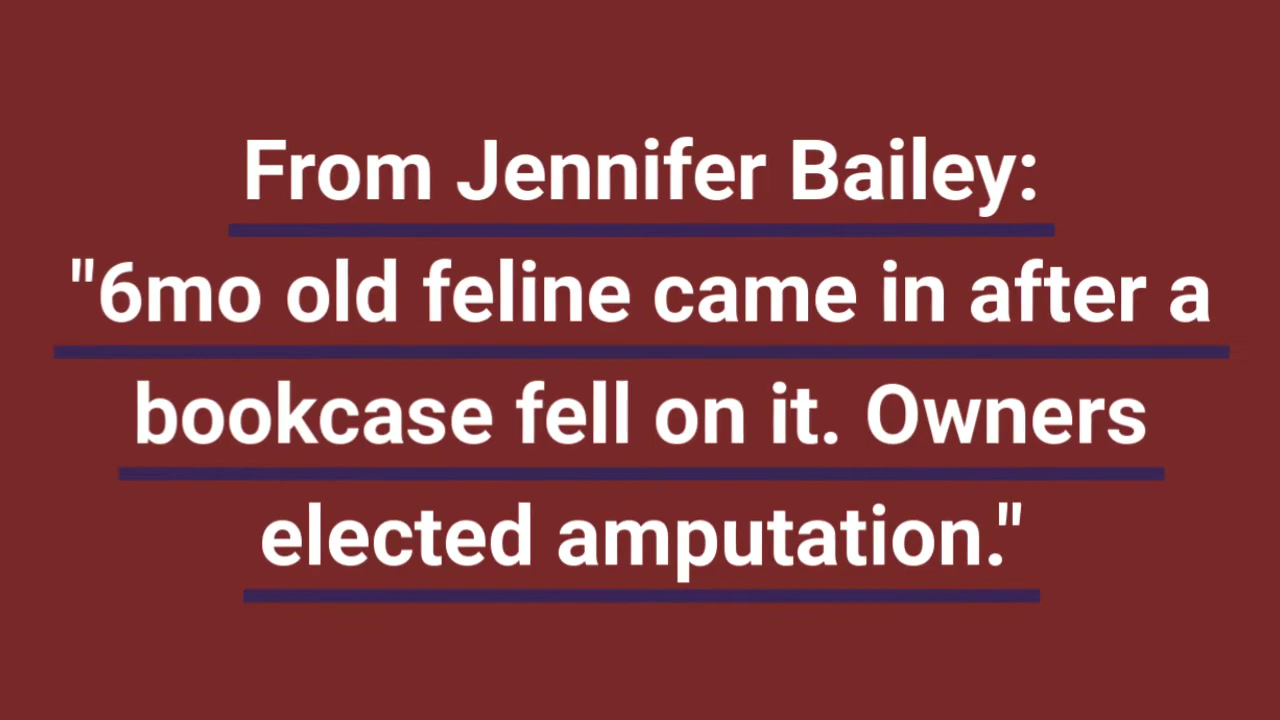 From Jennifer Bailey:
"6mo old feline came in after a
bookcase fell on it. Owners
elected amputation."